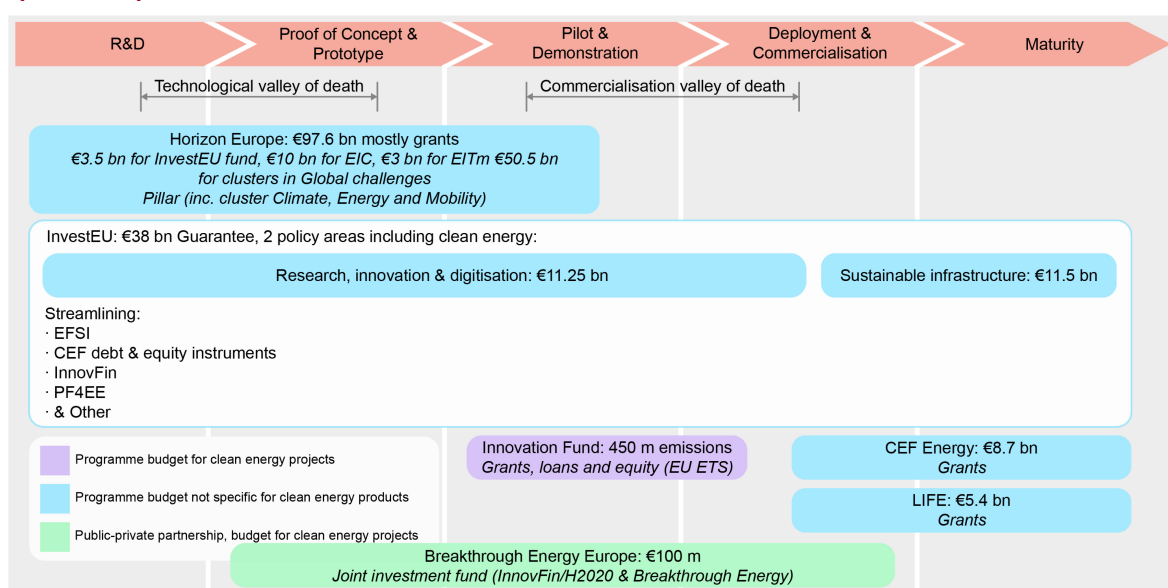 R&D
Proof of Concept &
Prototype
Pilot &
Demonstration
Deployment &
Commercialisation
Maturity
Technological valley of death
Commercialisation valley of death
Horizon Europe: €97.6 bn mostly grants
€3.5 bn for InvestEU fund, €10 bn for EIC, €3 bn for EITm €50.5 bn
for clusters in Global challenges
Pillar (inc. cluster Climate, Energy and Mobility)
InvestEU: €38 bn Guarantee, 2 policy areas including clean energy:
Research, innovation & digitisation: €11.25 bn
Sustainable infrastructure: €11.5 bn
Streamlining:
· EFSI
· CEF debt & equity instruments
· InnovFin
· PF4EE
· & Other
Programme budget for clean energy projects
Programme budget not specific for clean energy products
Public-private partnership, budget for clean energy projects
Innovation Fund: 450 m emissions
Grants, loans and equity (EU ETS)
CEF Energy: €8.7 bn
Grants
LIFE: €5.4 bn
Grants
Breakthrough Energy Europe: €100 m
Joint investment fund (InnovFin/H2020 & Breakthrough Energy)